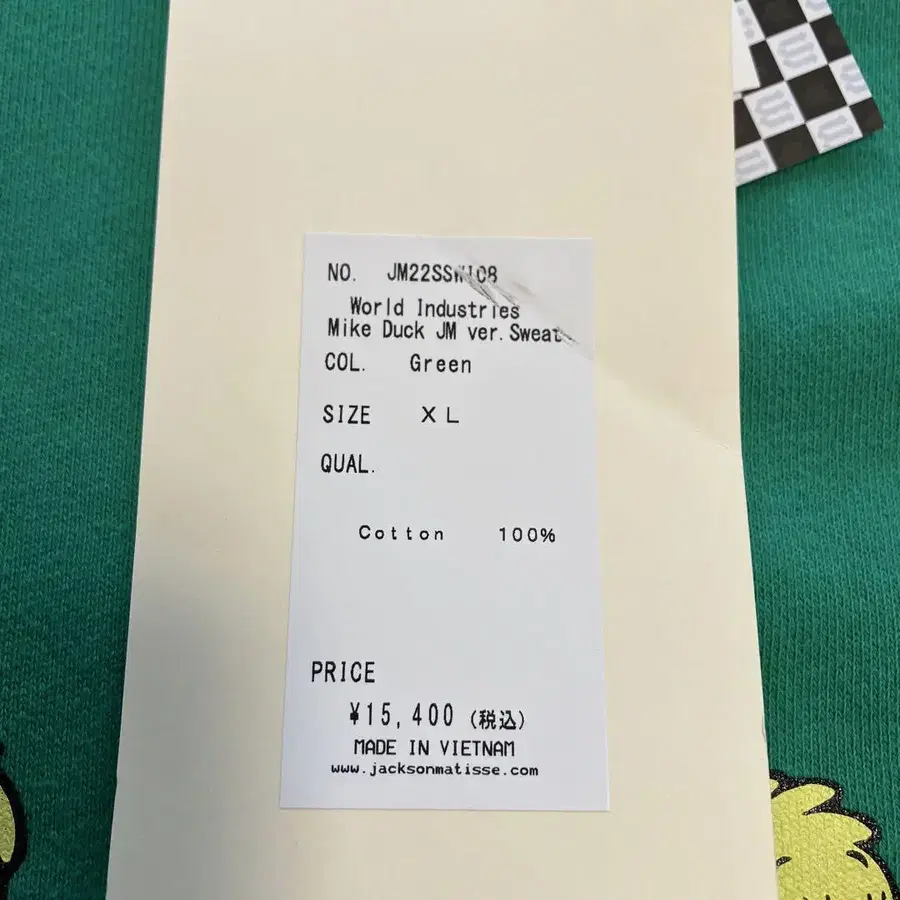 NO. JM22SSWI08
World Industries
Mike Duck JM ver. Sweat
COL. Green
SIZE XL
QUAL.
Cotton 100%
PRICE
¥15,400 (税込)
MADE IN VIETNAM
www.jacksonmatisse.com